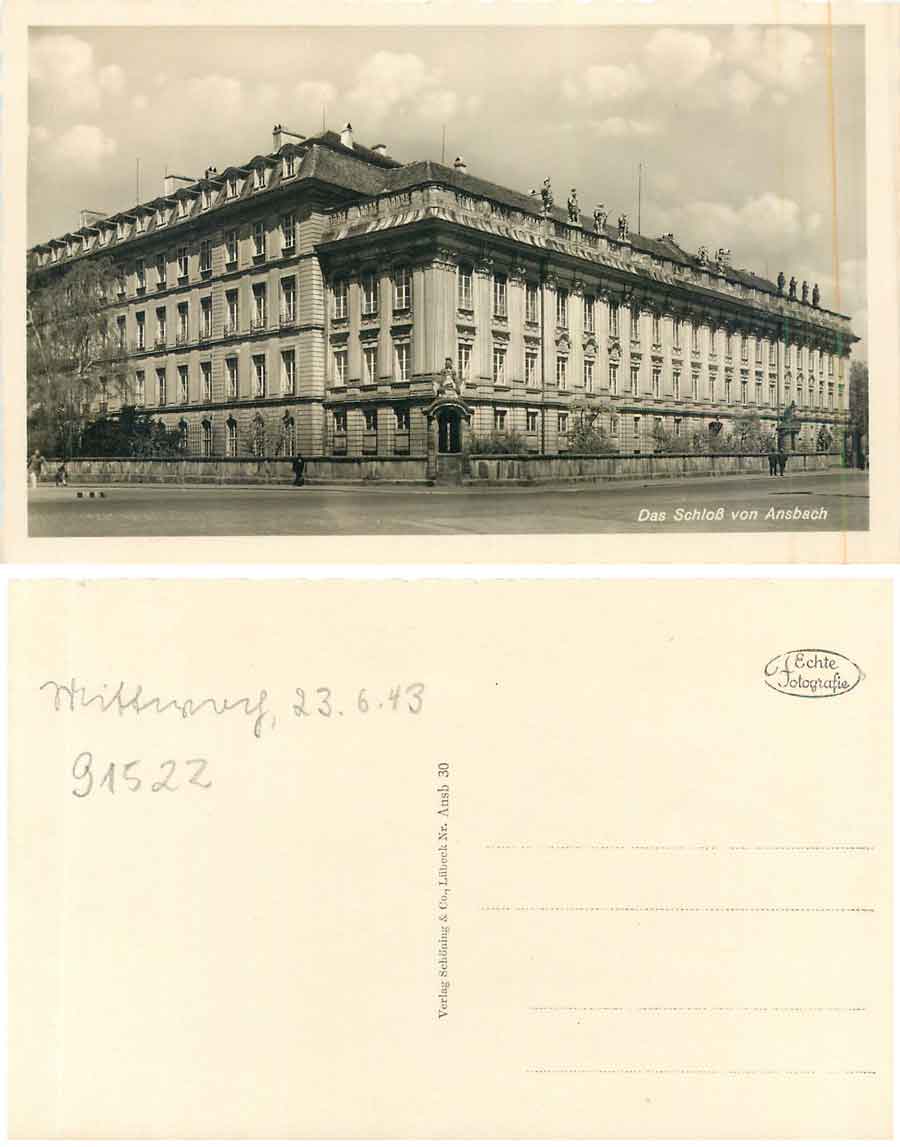 Das Schloß von Ansbach
Echte
Fotografie
Mittwoch, 23.6.43
91522
Verlag Schöning & Co., Lübeck Nr. Ansb 30